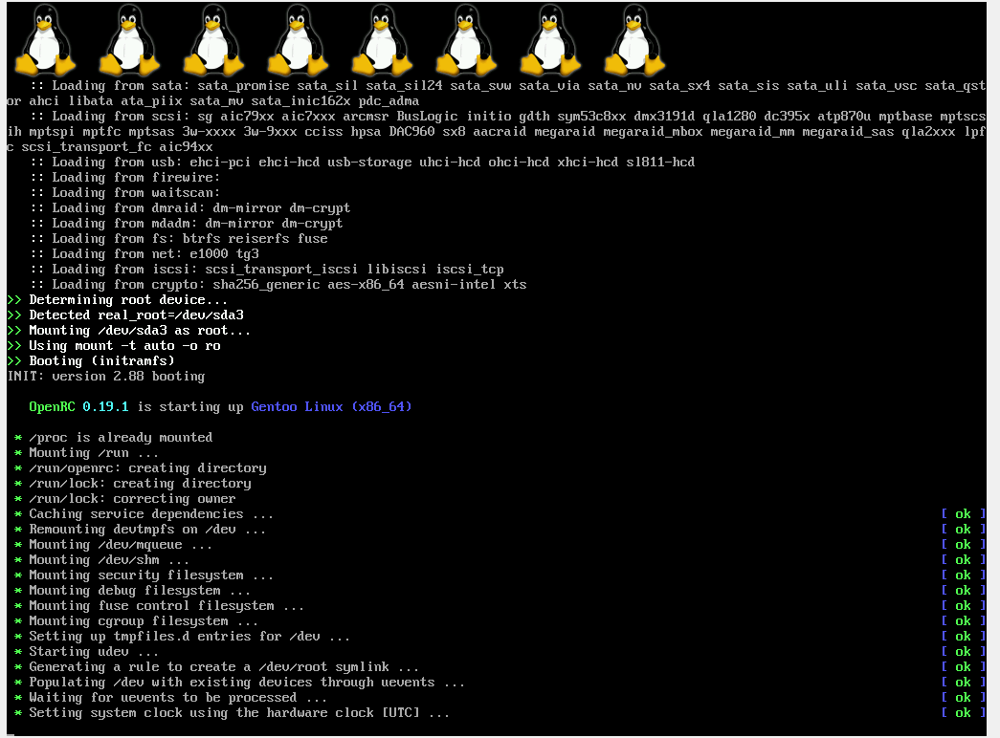 :: Loading from sata: sata_promise sata_sil sata_sil24 sata_svw sata_via sata_nv sata_sx4 sata_sis sata_uli sata_vsc sata_qst
or ahci libata ata_piix sata_mv sata_inic162x pdc_adma
:: Loading from scsi: sg aic79xx aic7xxx arcmsr BusLogic initio gdth sym53c8xx dmx3191d qla1280 dc395x atp870u mptbase mptscs
ih mptspi mptfc mptsas 3w-xxxx 3w-9xxx cciss hpsa DAC960 sx8 aacraid megaraid megaraid_mbox megaraid_mm megaraid_sas qla2xxx lpf
c scsi_transport_fc aic94xx
:: Loading from usb: ehci-pci ehci-hcd usb-storage uhci-hcd ohci-hcd xhci-hcd sl811-hcd
:: Loading from firewire:
:: Loading from waitscan:
:: Loading from dmraid: dm-mirror dm-crypt
:: Loading from mdadm: dm-mirror dm-crypt
:: Loading from fs: btrfs reiserfs fuse
:: Loading from net: e1000 tg3
:: Loading from iscsi: scsi_transport_iscsi libiscsi iscsi_tcp
:: Loading from crypto: sha256_generic aes-x86_64 aesni-intel xts
>> Determining root device...
>> Detected real_root=/dev/sda3
>> Mounting /dev/sda3 as root...
>> Using mount -t auto -o ro
>> Booting (initramfs)
INIT: version 2.88 booting
OpenRC 0.19.1 is starting up Gentoo Linux (x86_64)
* /proc is already mounted
* Mounting /run ...
* /run/openrc: creating directory
* /run/lock: creating directory
* /run/lock: correcting owner
* Caching service dependencies ... [ ok ]
* Remounting devtmpfs on /dev ... [ ok ]
* Mounting /dev/mqueue ... [ ok ]
* Mounting /dev/shm ... [ ok ]
* Mounting security filesystem ... [ ok ]
* Mounting debug filesystem ... [ ok ]
* Mounting fuse control filesystem ... [ ok ]
* Mounting cgroup filesystem ... [ ok ]
* Setting up tmpfiles.d entries for /dev ... [ ok ]
* Starting udev ... [ ok ]
* Generating a rule to create a /dev/root symlink ... [ ok ]
* Populating /dev with existing devices through uevents ... [ ok ]
* Waiting for uevents to be processed ... [ ok ]
* Setting system clock using the hardware clock [UTC] ... [ ok ]